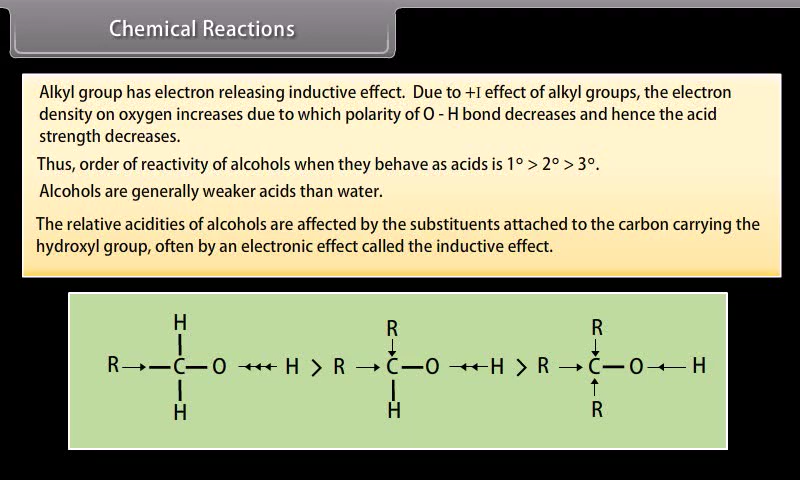 Chemical Reactions
Alkyl group has electron releasing inductive effect. Due to +I effect of alkyl groups, the electron
density on oxygen increases due to which polarity of O - H bond decreases and hence the acid
strength decreases.
Thus, order of reactivity of alcohols when they behave as acids is 1° > 2° > 3°.
Alcohols are generally weaker acids than water.
The relative acidities of alcohols are affected by the substituents attached to the carbon carrying the
hydroxyl group, often by an electronic effect called the inductive effect.
H R R
R C O H > R C O H > R C O H
H H R